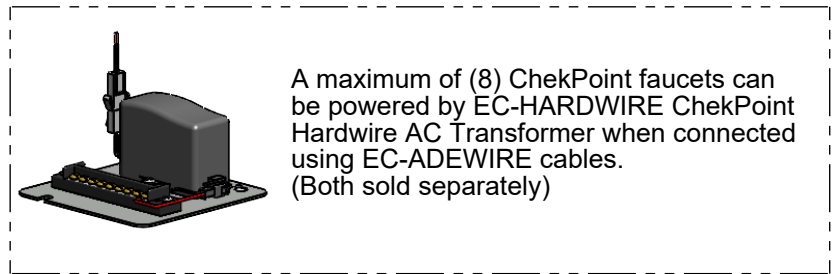 A maximum of (8) ChekPoint faucets can
be powered by EC-HARDWIRE ChekPoint
Hardwire AC Transformer when connected
using EC-ADEWIRE cables.
(Both sold separately)